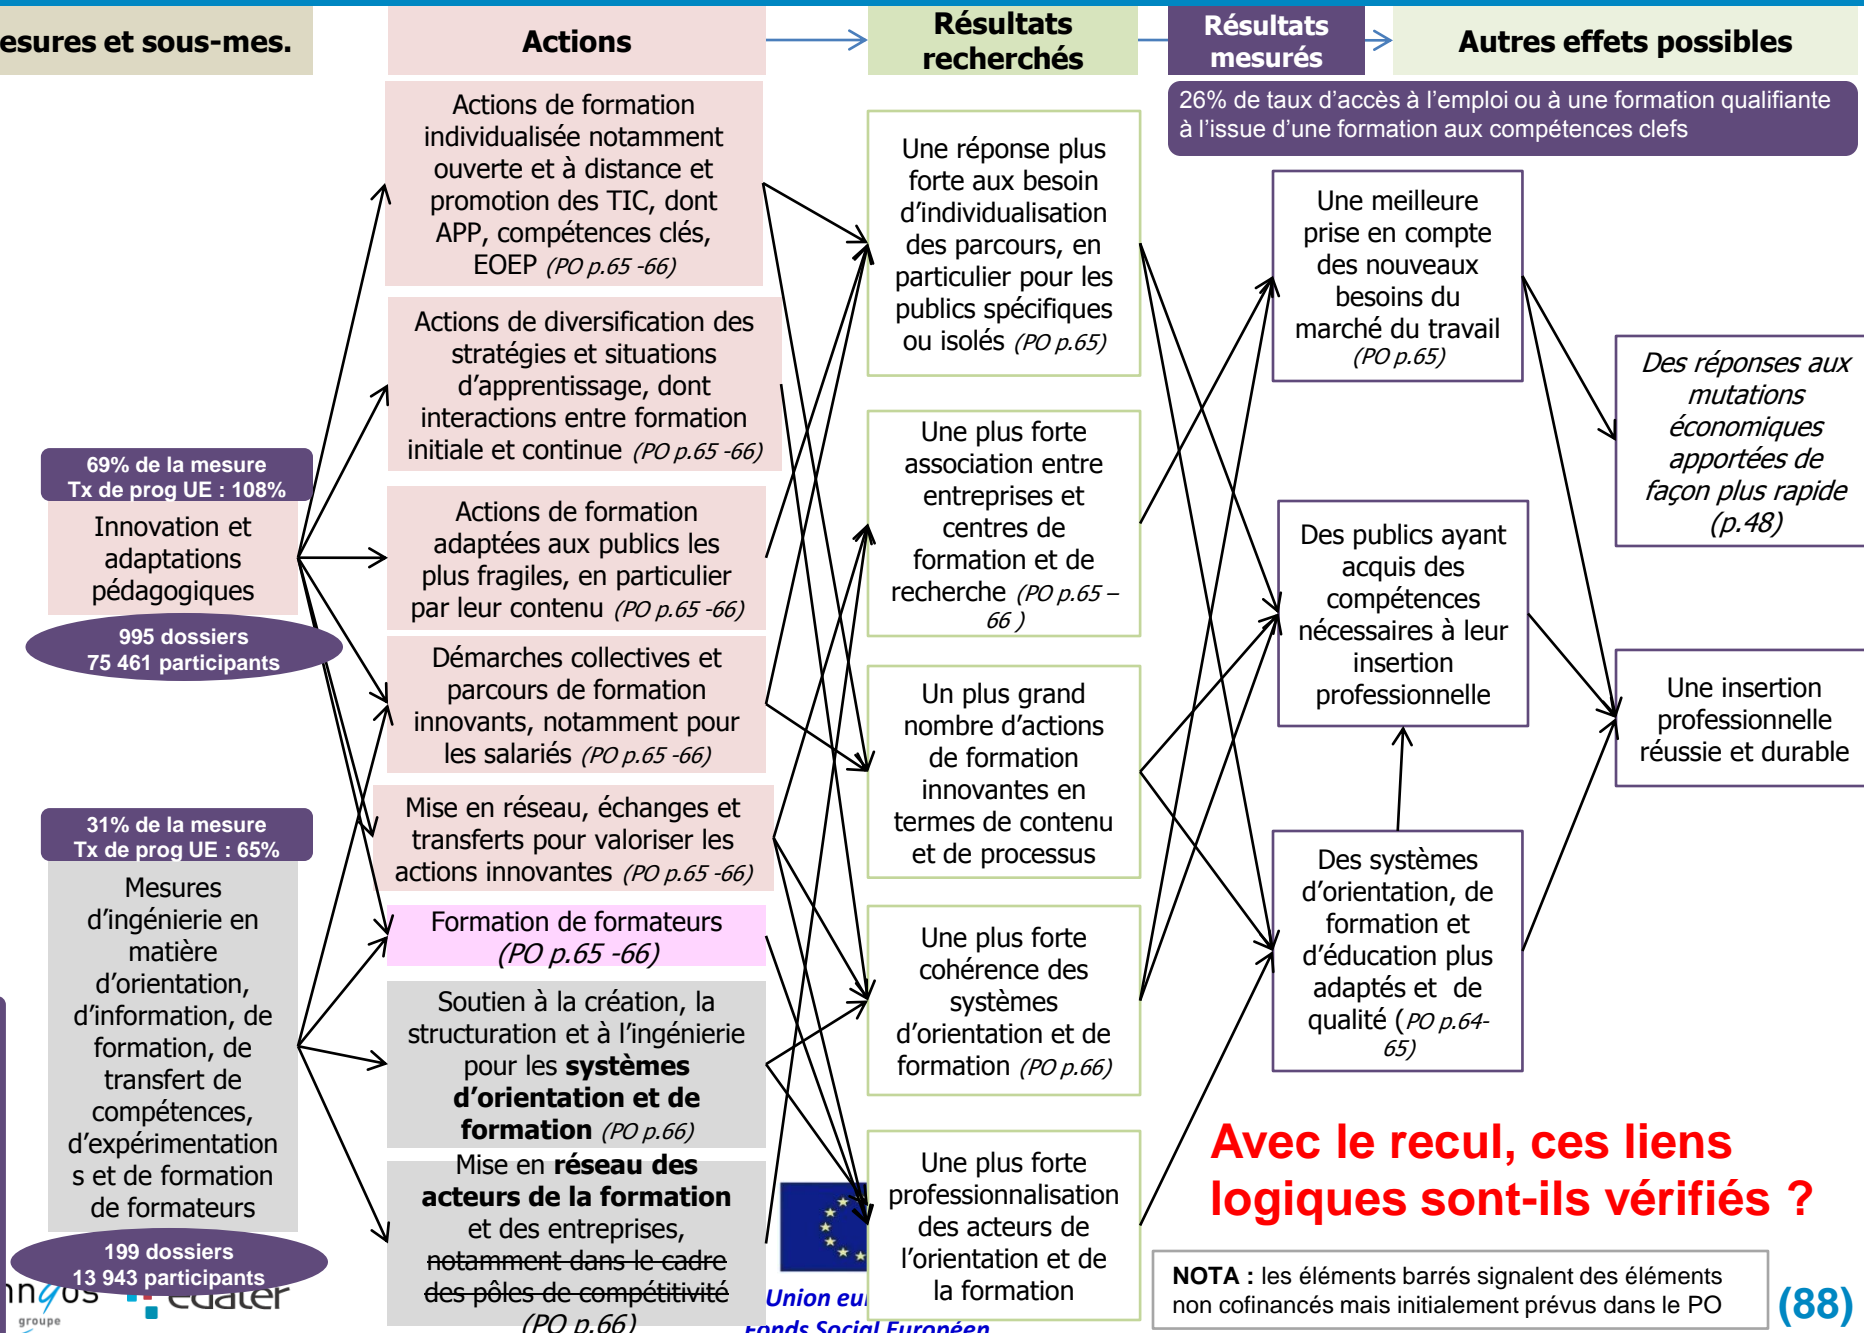 esures et sous-mes.
Actions
Résultats
recherchés
Résultats
mesurés
Autres effets possibles
26% de taux d’accès à l’emploi ou à une formation qualifiante
à l’issue d’une formation aux compétences clefs
69% de la mesure
Tx de prog UE : 108%
Innovation et
adaptations
pédagogiques
995 dossiers
75 461 participants
31% de la mesure
Tx de prog UE : 65%
Mesures
d’ingénierie en
matière
d’orientation,
d’information, de
formation, de
transfert de
compétences,
d’expérimentation
s et de formation
de formateurs
199 dossiers
13 943 participants
Actions de formation
individualisée notamment
ouverte et à distance et
promotion des TIC, dont
APP, compétences clés,
EOEP (PO p.65 -66)
Actions de diversification des
stratégies et situations
d’apprentissage, dont
interactions entre formation
initiale et continue (PO p.65 -66)
Actions de formation
adaptées aux publics les
plus fragiles, en particulier
par leur contenu (PO p.65 -66)
Démarches collectives et
parcours de formation
innovants, notamment pour
les salariés (PO p.65 -66)
Mise en réseau, échanges et
transferts pour valoriser les
actions innovantes (PO p.65 -66)
Formation de formateurs
(PO p.65 -66)
Soutien à la création, la
structuration et à l’ingénierie
pour les systèmes
d’orientation et de
formation (PO p.66)
Mise en réseau des
acteurs de la formation
et des entreprises,
notamment dans le cadre
des pôles de compétitivité
(PO p.66)
Une réponse plus
forte aux besoin
d’individualisation
des parcours, en
particulier pour les
publics spécifiques
ou isolés (PO p.65)
Une plus forte
association entre
entreprises et
centres de
formation et de
recherche (PO p.65 –
66 )
Un plus grand
nombre d’actions
de formation
innovantes en
termes de contenu
et de processus
Une plus forte
cohérence des
systèmes
d’orientation et de
formation (PO p.66)
Une plus forte
professionnalisation
des acteurs de
l’orientation et de
la formation
Une meilleure
prise en compte
des nouveaux
besoins du
marché du travail
(PO p.65)
Des publics ayant
acquis des
compétences
nécessaires à leur
insertion
professionnelle
Des systèmes
d’orientation, de
formation et
d’éducation plus
adaptés et de
qualité (PO p.64-
65)
Des réponses aux
mutations
économiques
apportées de
façon plus rapide
(p.48)
Une insertion
professionnelle
réussie et durable
Avec le recul, ces liens
logiques sont-ils vérifiés ?
NOTA : les éléments barrés signalent des éléments
non cofinancés mais initialement prévus dans le PO
(88)
groupe
edater
Union eu
Fonds Social Européen